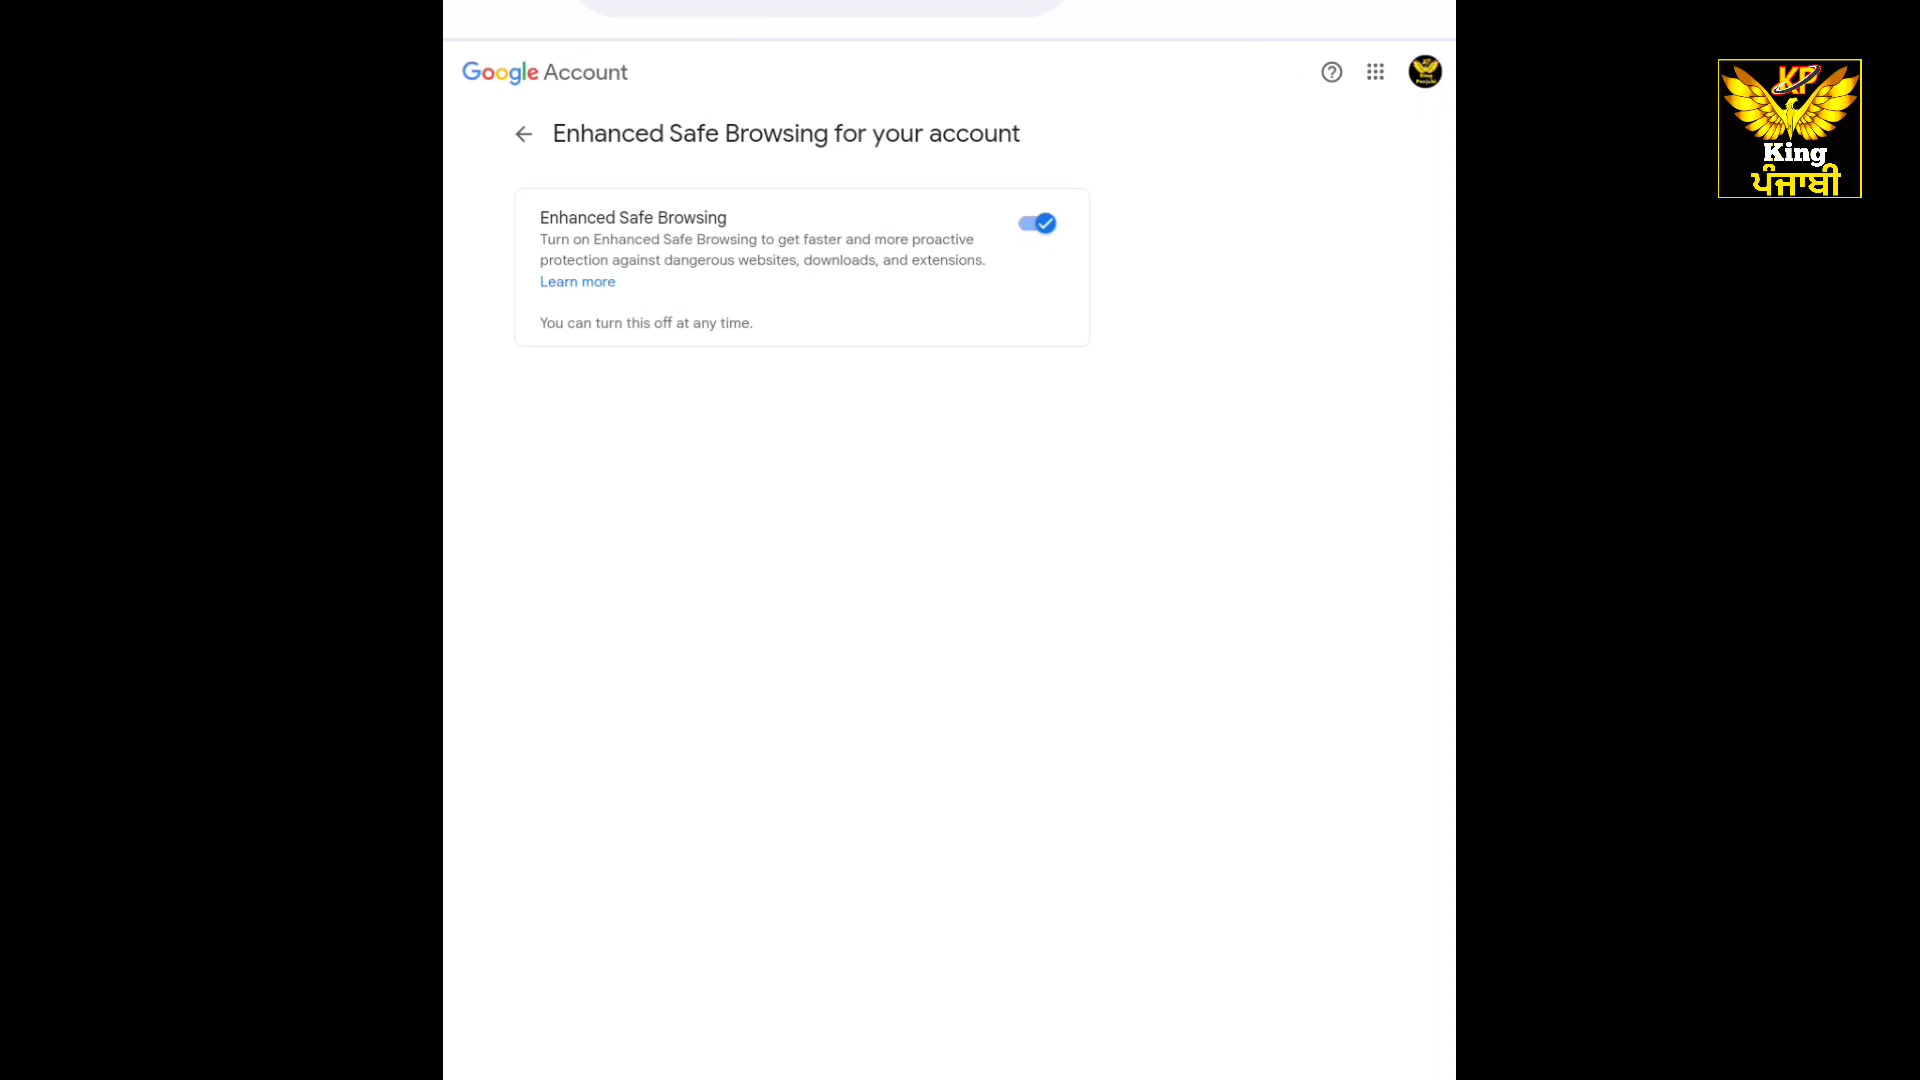 Google Account
Enhanced Safe Browsing for your account
Enhanced Safe Browsing
Turn on Enhanced Safe Browsing to get faster and more proactive
protection against dangerous websites, downloads, and extensions.
Learn more
You can turn this off at any time.
KP
King
ਪੰਜਾਬੀ